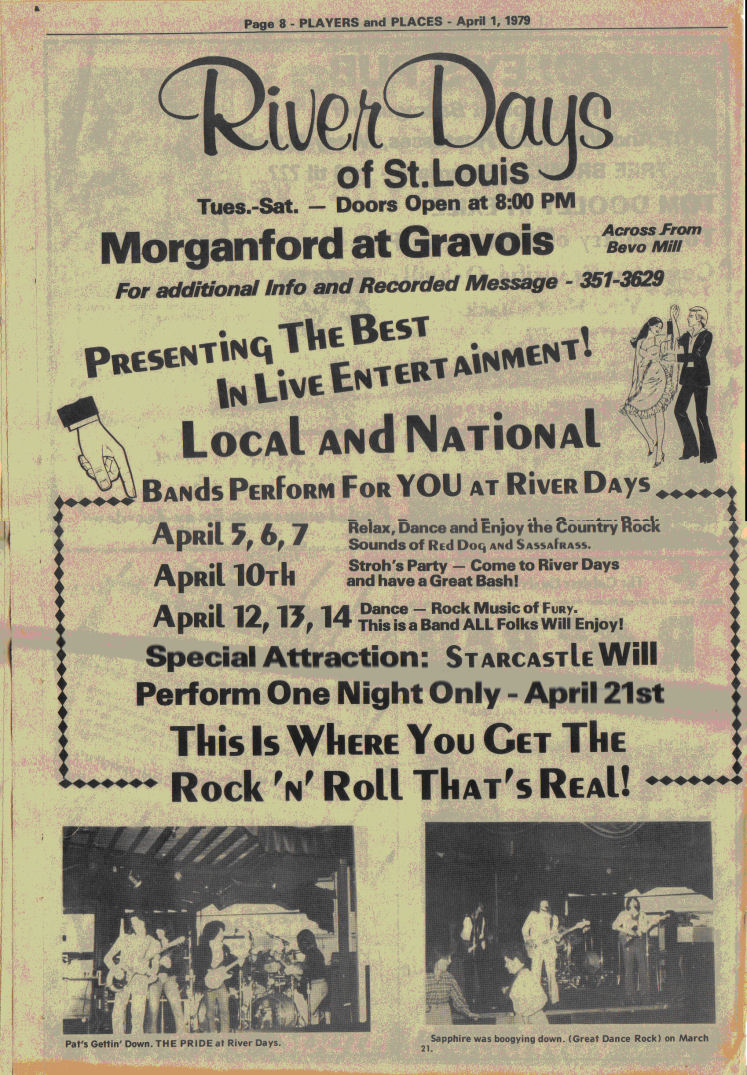 Page 8 - PLAYERS and PLACES - April 1, 1979
River Days
of St.Louis
Tues.-Sat. — Doors Open at 8:00 PM
Morganford at Gravois
Across From
Bevo Mill
For additional Info and Recorded Message - 351-3629
Presenting The Best
In Live Entertainment!
Local and National
Bands Perform For YOU at River Days
April 5, 6, 7
Relax, Dance and Enjoy the Country Rock
Sounds of Red Dog and Sassafrass.
April 10th
Stroh's Party — Come to River Days
and have a Great Bash!
April 12, 13, 14
Dance — Rock Music of Fury.
This is a Band ALL Folks Will Enjoy!
Special Attraction: Starcastle Will
Perform One Night Only - April 21st
This Is Where You Get The
Rock 'n' Roll That's Real!
Pat's Gettin' Down. THE PRIDE at River Days.
Sapphire was boogying down. (Great Dance Rock) on March
21.